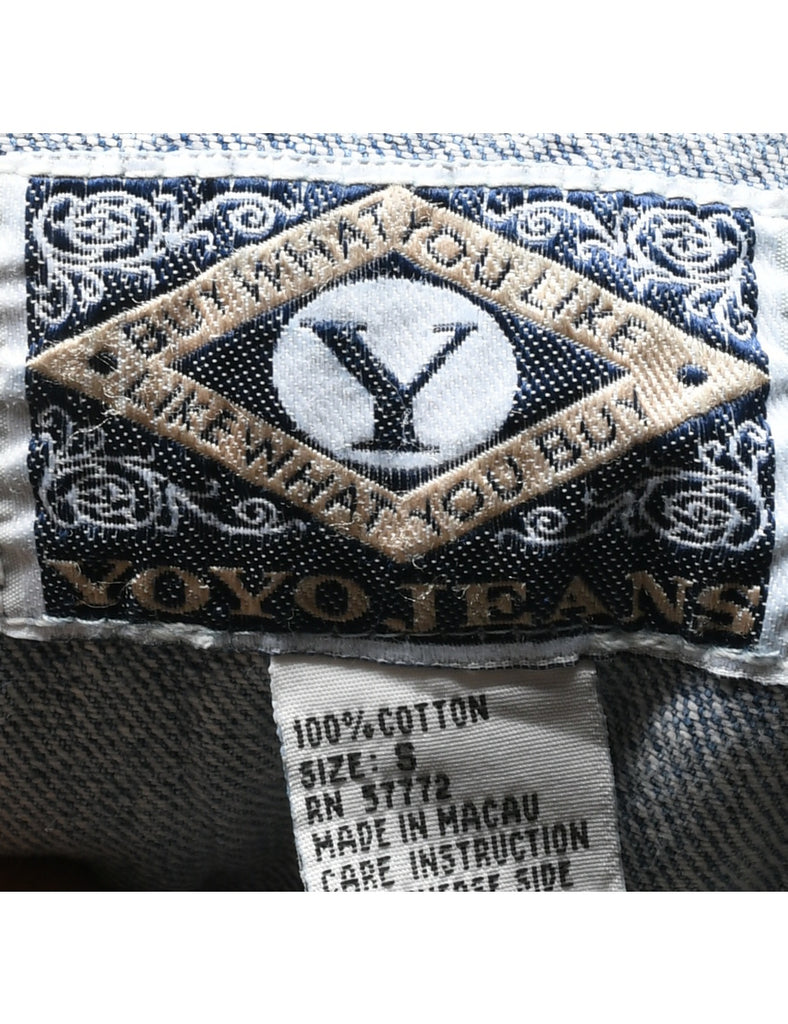 BUY WHAT YOU LIKE
Y
LIKE WHAT YOU BUY
YOYO JEANS
100% COTTON
SIZE: S
RN 57772
MADE IN MACAU
CARE INSTRUCTION
SIDE